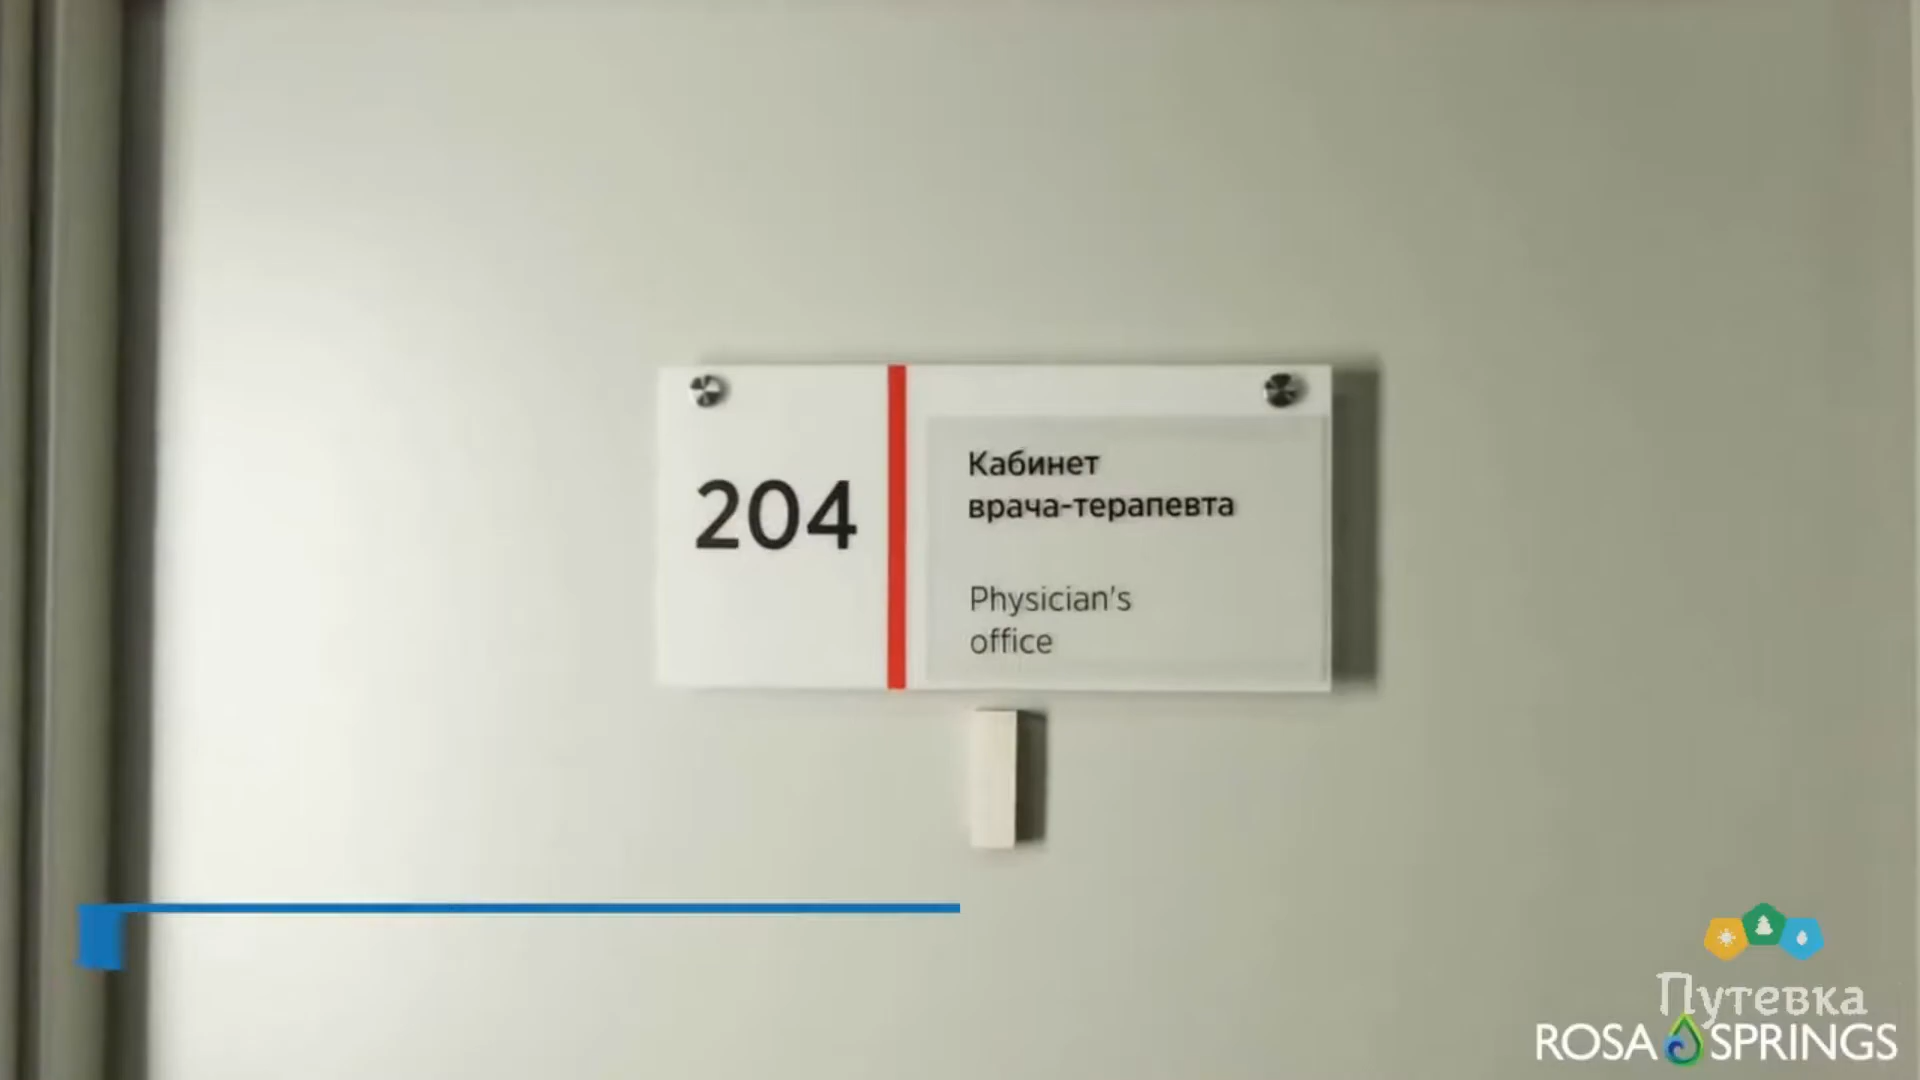 204
Кабинет
врача-терапевта
Physician's
office
Путевка
ROSA SPRINGS